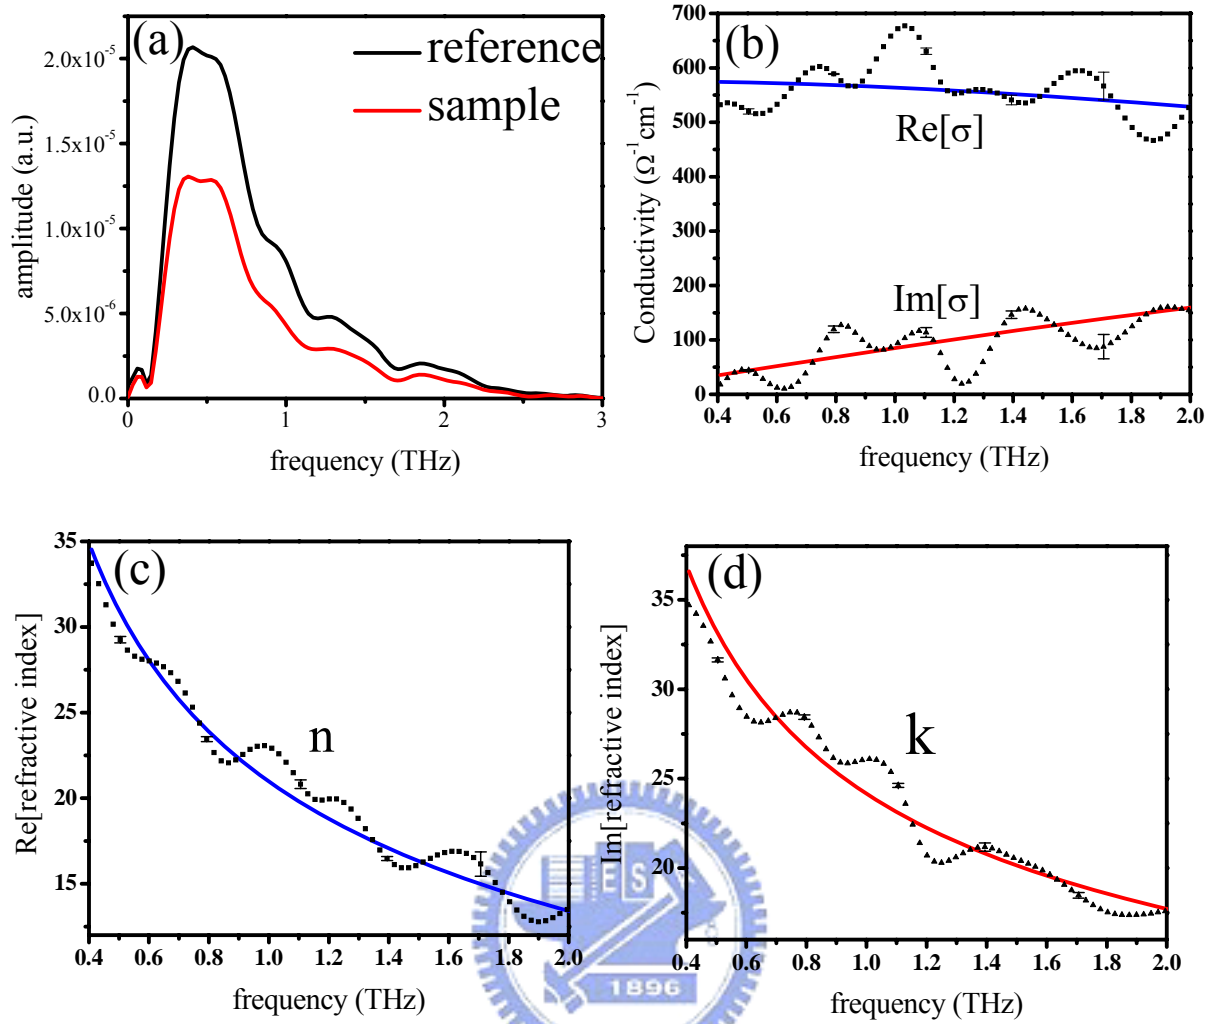 (a)
reference
sample
2.0x10⁻⁵
1.5x10⁻⁵
1.0x10⁻⁵
5.0x10⁻⁶
0.0
amplitude (a.u.)
0 1 2 3
frequency (THz)
(b)
700
600
500
400
300
200
100
0
Conductivity (Ω⁻¹cm⁻¹)
Re[σ]
Im[σ]
0.4 0.6 0.8 1.0 1.2 1.4 1.6 1.8 2.0
frequency (THz)
(c)
35
30
25
20
15
Re[refractive index]
n
0.4 0.6 0.8 1.0 1.2 1.4 1.6 1.8 2.0
frequency (THz)
(d)
35
30
25
20
Im[refractive index]
k
0.4 0.6 0.8 1.0 1.2 1.4 1.6 1.8 2.0
frequency (THz)
E S
1896